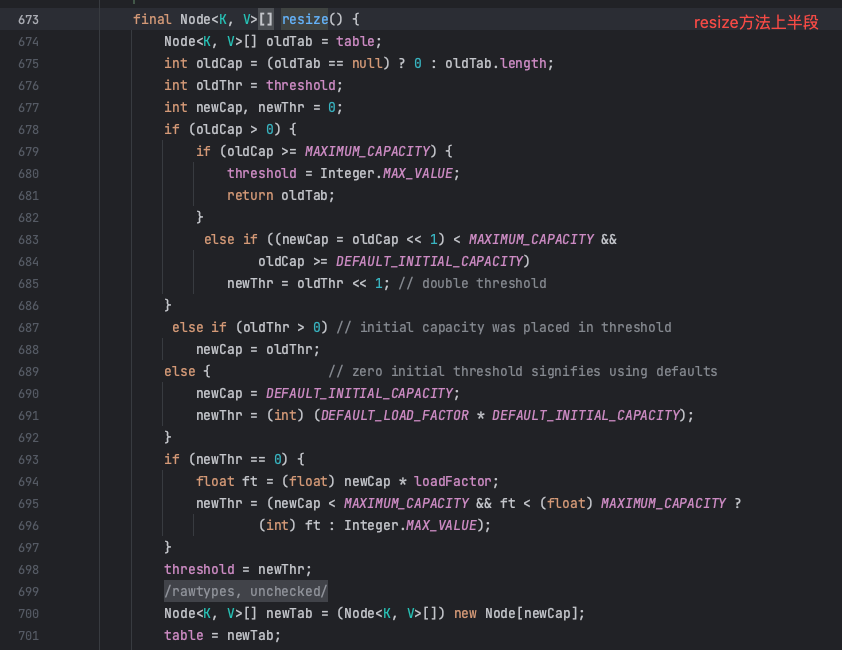 673 final Node<K, V>[] resize() { resize方法上半段
674 Node<K, V>[] oldTab = table;
675 int oldCap = (oldTab == null) ? 0 : oldTab.length;
676 int oldThr = threshold;
677 int newCap, newThr = 0;
678 if (oldCap > 0) {
679 if (oldCap >= MAXIMUM_CAPACITY) {
680 threshold = Integer.MAX_VALUE;
681 return oldTab;
682 }
683 else if ((newCap = oldCap << 1) < MAXIMUM_CAPACITY &&
684 oldCap >= DEFAULT_INITIAL_CAPACITY)
685 newThr = oldThr << 1; // double threshold
686 }
687 else if (oldThr > 0) // initial capacity was placed in threshold
688 newCap = oldThr;
689 else { // zero initial threshold signifies using defaults
690 newCap = DEFAULT_INITIAL_CAPACITY;
691 newThr = (int) (DEFAULT_LOAD_FACTOR * DEFAULT_INITIAL_CAPACITY);
692 }
693 if (newThr == 0) {
694 float ft = (float) newCap * loadFactor;
695 newThr = (newCap < MAXIMUM_CAPACITY && ft < (float) MAXIMUM_CAPACITY ?
696 (int) ft : Integer.MAX_VALUE);
697 }
698 threshold = newThr;
699 /rawtypes, unchecked/
700 Node<K, V>[] newTab = (Node<K, V>[]) new Node[newCap];
701 table = newTab;